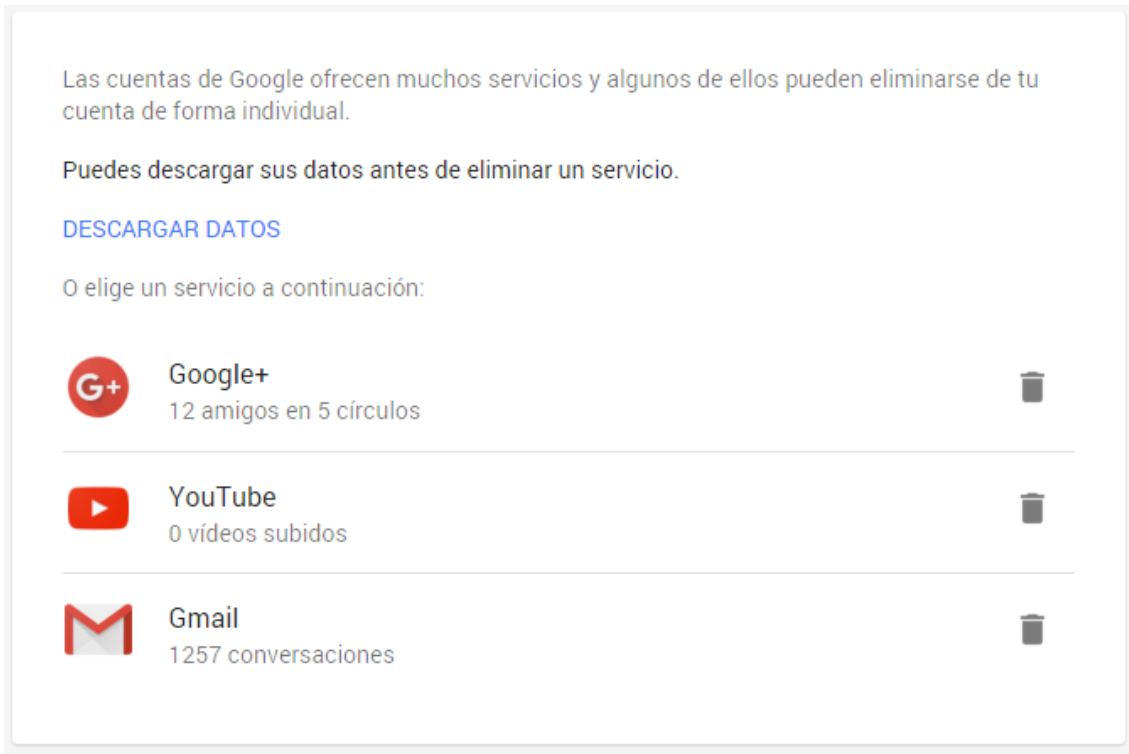 Las cuentas de Google ofrecen muchos servicios y algunos de ellos pueden eliminarse de tu
cuenta de forma individual.
Puedes descargar sus datos antes de eliminar un servicio.
DESCARGAR DATOS
O elige un servicio a continuación:
G+
Google+
12 amigos en 5 círculos
YouTube
0 vídeos subidos
Gmail
1257 conversaciones